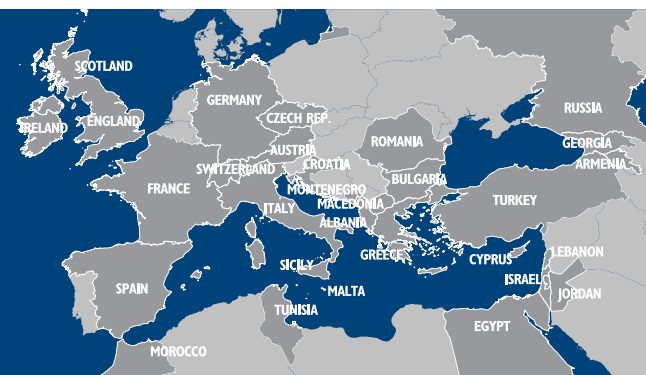 SCOTLAND
IRELAND
ENGLAND
GERMANY
CZECH REP.
RUSSIA
AUSTRIA
ROMANIA
GEORGIA
SWITZERLAND
CROATIA
ARMENIA
FRANCE
MONTENEGRO
BULGARIA
MACEDONIA
TURKEY
ITALY
ALBANIA
GREECE
CYPRUS
LEBANON
SICILY
ISRAEL
SPAIN
MALTA
JORDAN
TUNISIA
EGYPT
MOROCCO